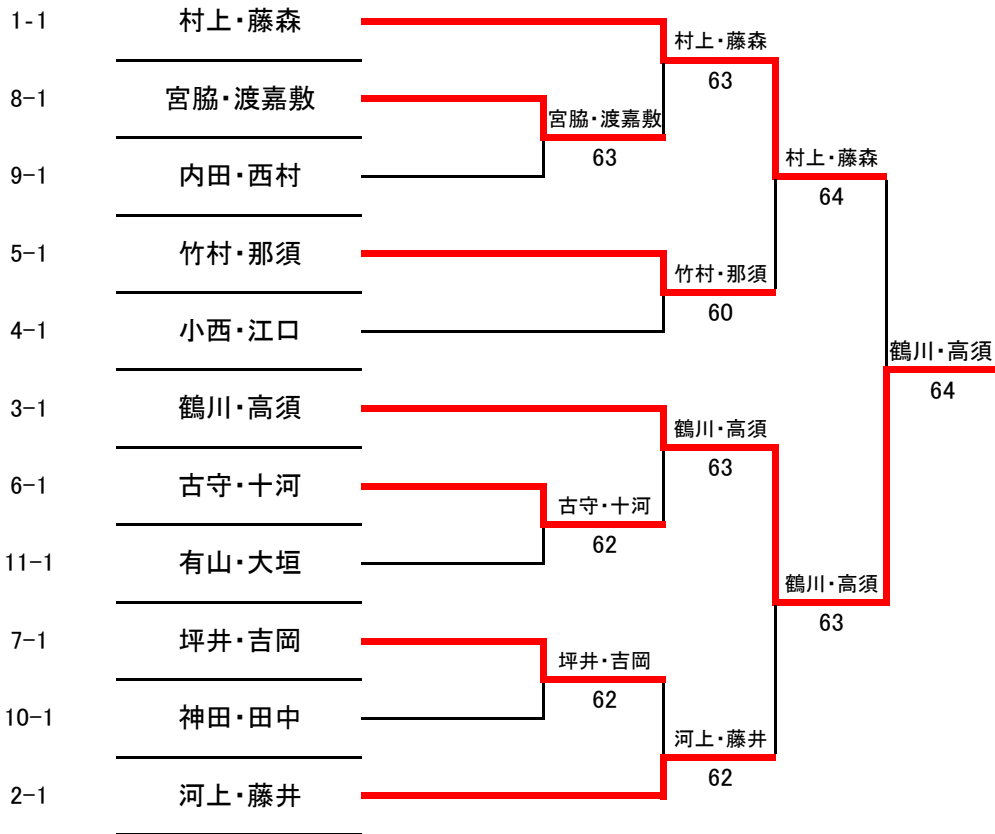 1-1 村上・藤森
村上・藤森
63
8-1 宮脇・渡嘉敷
宮脇・渡嘉敷
63
村上・藤森
64
9-1 内田・西村
5-1 竹村・那須
竹村・那須
60
4-1 小西・江口
鶴川・高須
64
3-1 鶴川・高須
鶴川・高須
63
6-1 古守・十河
古守・十河
62
11-1 有山・大垣
鶴川・高須
63
7-1 坪井・吉岡
坪井・吉岡
62
10-1 神田・田中
河上・藤井
62
2-1 河上・藤井